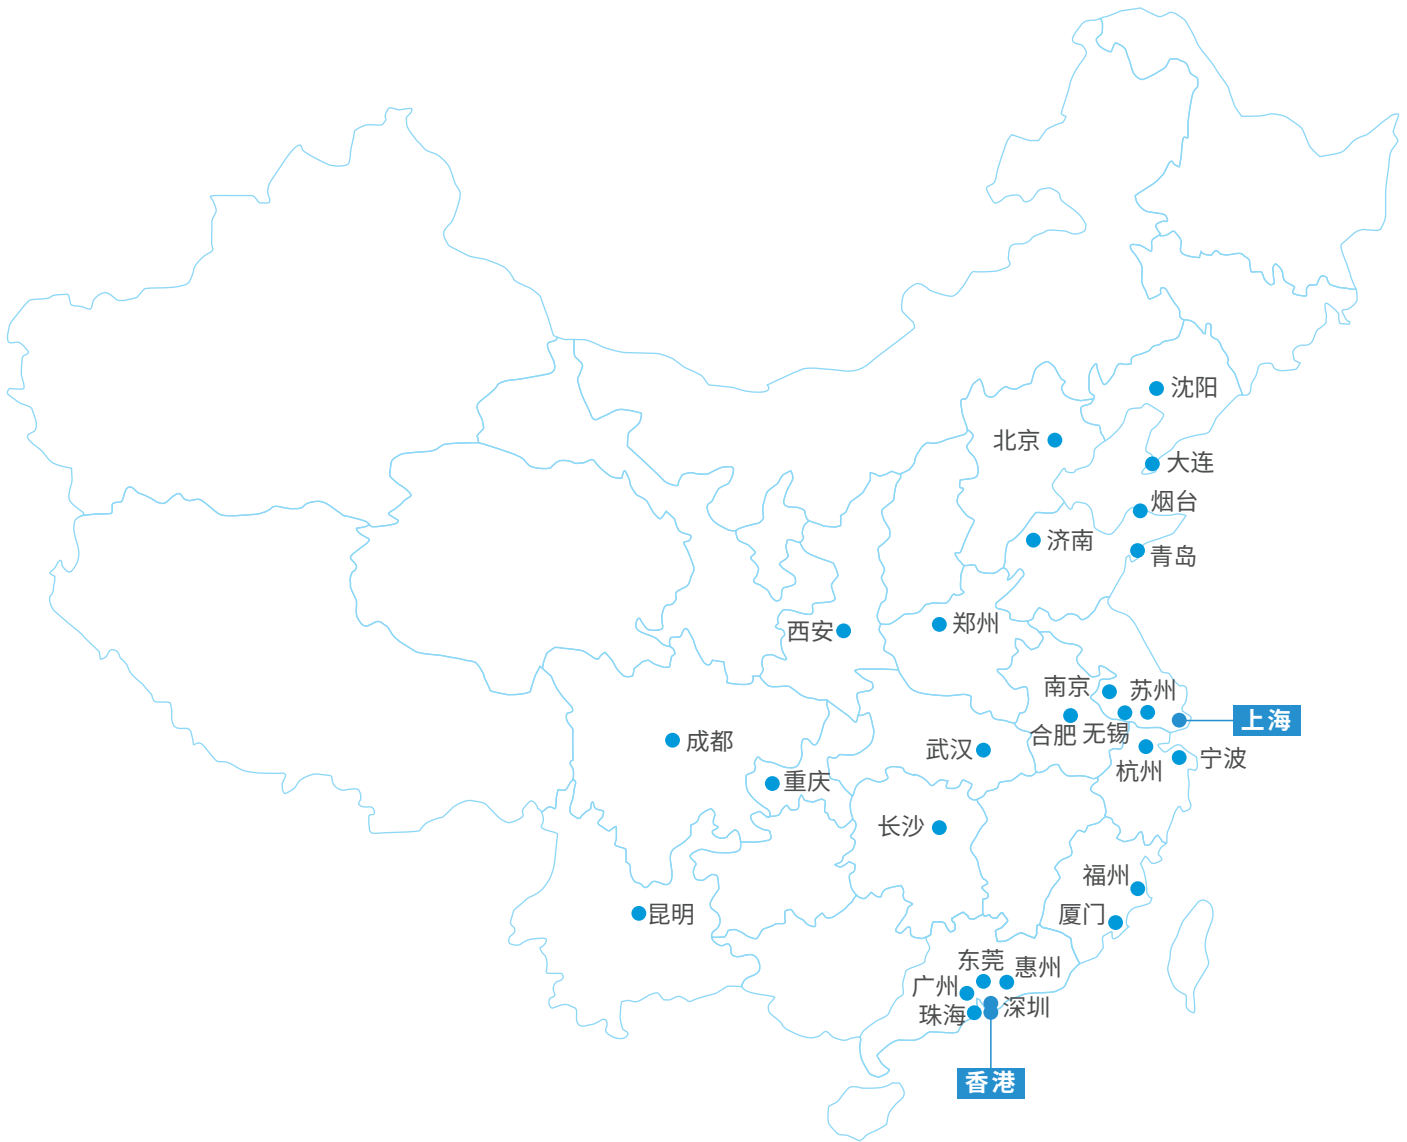 沈阳
北京
大连
烟台
济南
青岛
郑州
西安
南京
苏州
上海
合肥
无锡
成都
武汉
宁波
杭州
重庆
长沙
福州
昆明
厦门
东莞
惠州
广州
深圳
珠海
香港